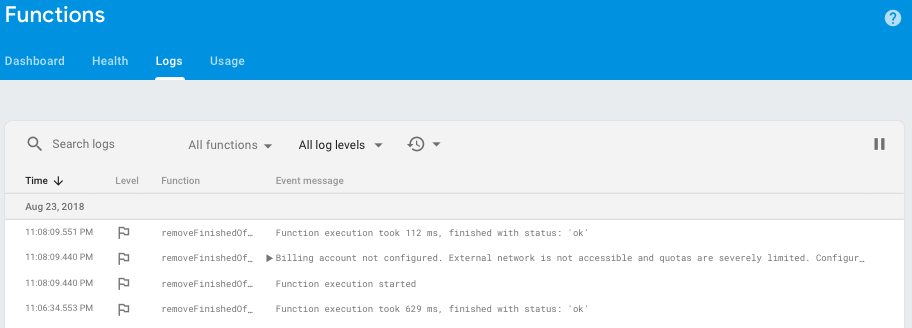 Functions
Dashboard Health Logs Usage
Search logs All functions All log levels
Time Level Function Event message
Aug 23, 2018
11:08:09.551 PM removeFinishedOf… Function execution took 112 ms, finished with status: 'ok'
11:08:09.440 PM removeFinishedOf… Billing account not configured. External network is not accessible and quotas are severely limited. Configur…
11:08:09.440 PM removeFinishedOf… Function execution started
11:06:34.553 PM removeFinishedOf… Function execution took 629 ms, finished with status: 'ok'